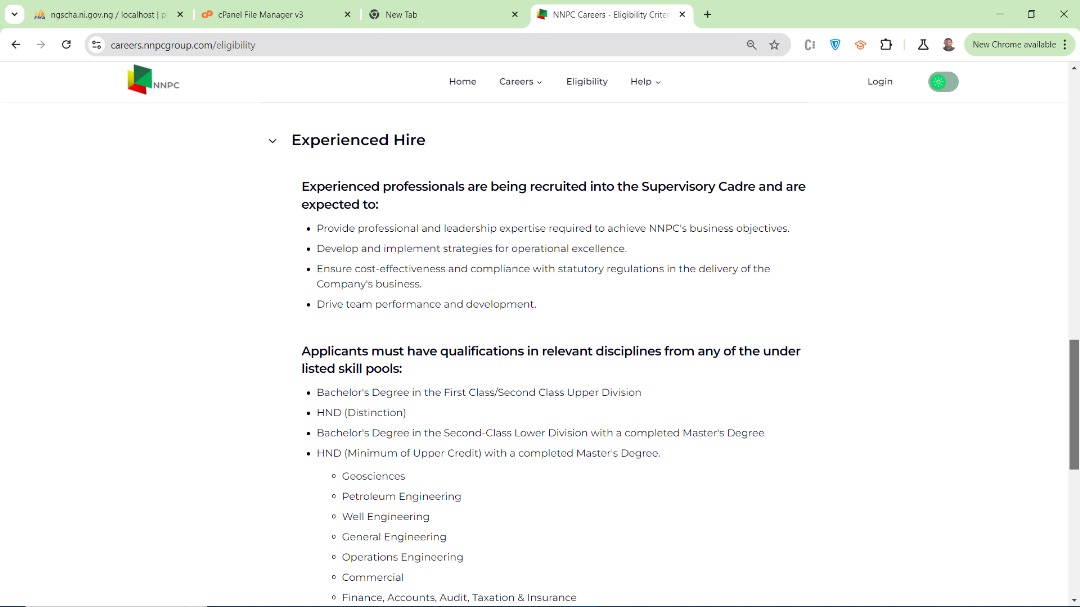 ngscha.ni.gov.ng / localhost | p
cPanel File Manager v3
New Tab
NNPC Careers - Eligibility Criter
careers.nnpcgroup.com/eligibility
New Chrome available
NNPC
Home
Careers
Eligibility
Help
Login
Experienced Hire
Experienced professionals are being recruited into the Supervisory Cadre and are
expected to:
• Provide professional and leadership expertise required to achieve NNPC's business objectives.
• Develop and implement strategies for operational excellence.
• Ensure cost-effectiveness and compliance with statutory regulations in the delivery of the
Company's business.
• Drive team performance and development.
Applicants must have qualifications in relevant disciplines from any of the under
listed skill pools:
• Bachelor's Degree in the First Class/Second Class Upper Division
• HND (Distinction)
• Bachelor's Degree in the Second-Class Lower Division with a completed Master's Degree
• HND (Minimum of Upper Credit) with a completed Master's Degree.
◦ Geosciences
◦ Petroleum Engineering
◦ Well Engineering
◦ General Engineering
◦ Operations Engineering
◦ Commercial
◦ Finance, Accounts, Audit, Taxation & Insurance